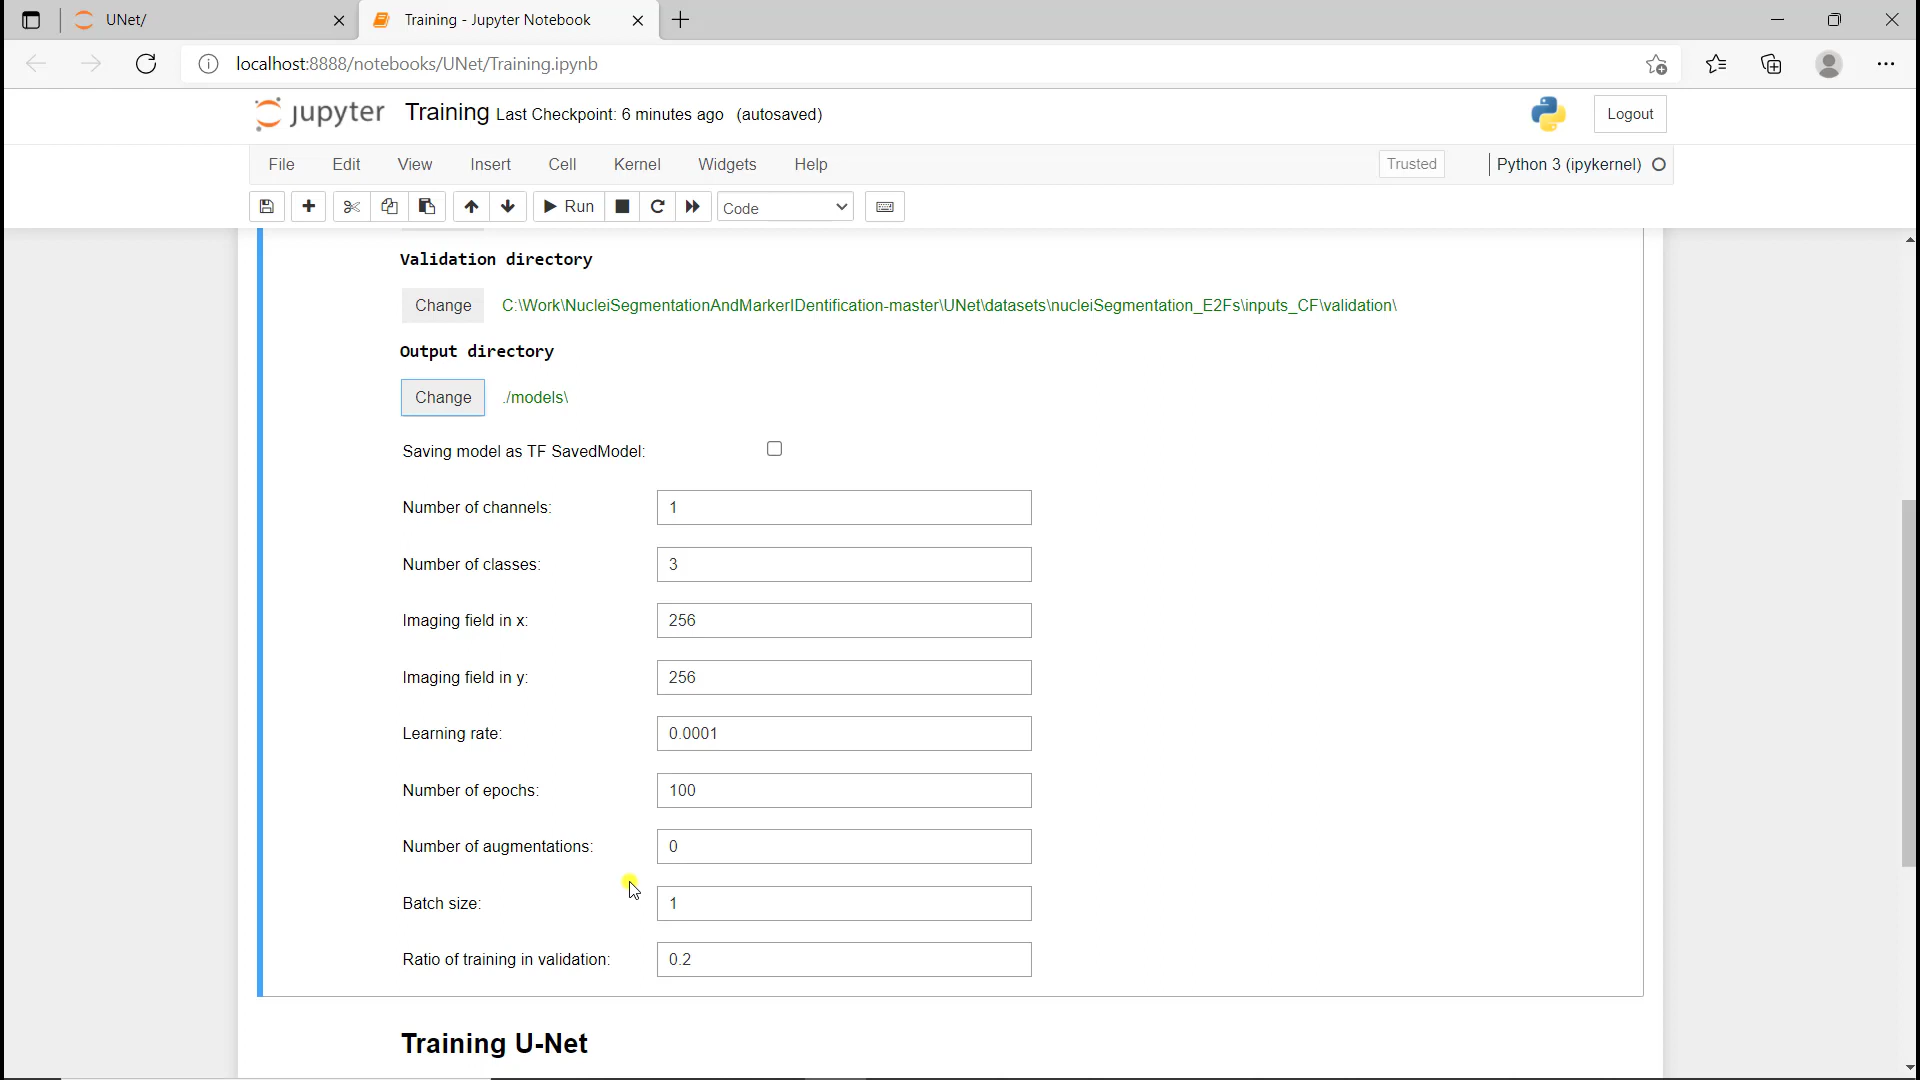 UNet/
Training - Jupyter Notebook
localhost:8888/notebooks/UNet/Training.ipynb
jupyter Training Last Checkpoint: 6 minutes ago (autosaved)
Logout
File Edit View Insert Cell Kernel Widgets Help
Trusted
Python 3 (ipykernel)
Run
Code
Validation directory
Change C:\Work\NucleiSegmentationAndMarkerIDentification-master\UNet\datasets\nucleiSegmentation_E2Fs\inputs_CF\validation\
Output directory
Change ./models\
Saving model as TF SavedModel:
Number of channels: 1
Number of classes: 3
Imaging field in x: 256
Imaging field in y: 256
Learning rate: 0.0001
Number of epochs: 100
Number of augmentations: 0
Batch size: 1
Ratio of training in validation: 0.2
Training U-Net